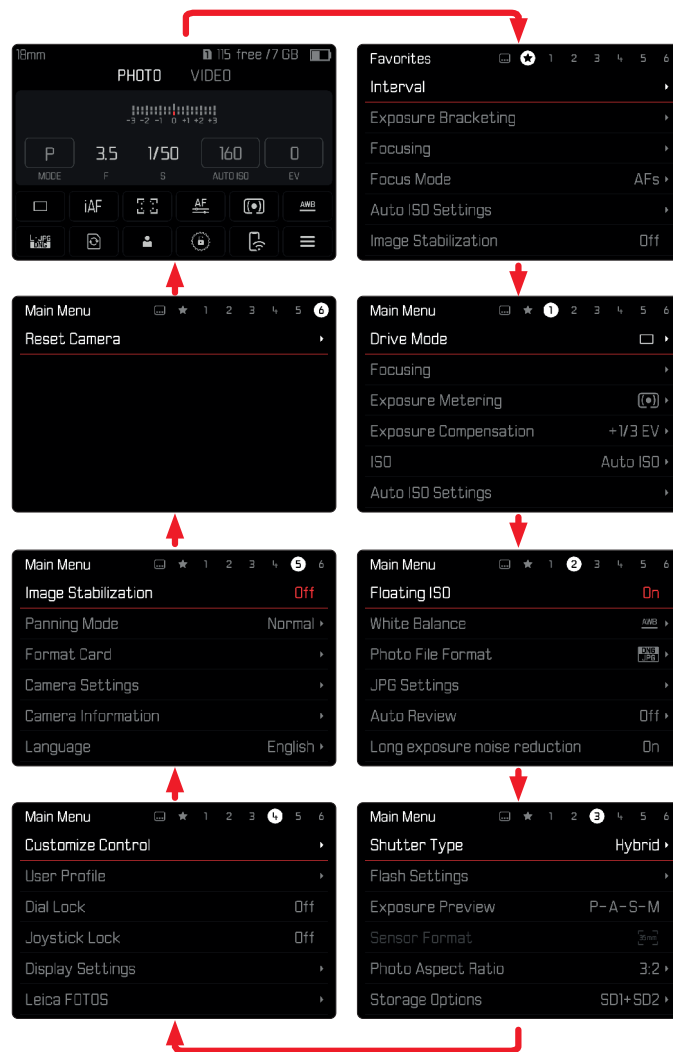 18mm 1 115 free / 7 GB
PHOTO VIDEO
-3 -2 -1 0 +1 +2 +3
P 3.5 1/50 160 0
MODE F S AUTO ISO EV
iAF AF AWB
L-JPG DNG
Favorites 1 2 3 4 5 6
Interval
Exposure Bracketing
Focusing
Focus Mode AFs
Auto ISO Settings
Image Stabilization Off
Main Menu 1 2 3 4 5 6
Drive Mode
Focusing
Exposure Metering
Exposure Compensation +1/3 EV
ISO Auto ISO
Auto ISO Settings
Main Menu 1 2 3 4 5 6
Floating ISO On
White Balance AWB
Photo File Format DNG JPG
JPG Settings
Auto Review Off
Long exposure noise reduction On
Main Menu 1 2 3 4 5 6
Shutter Type Hybrid
Flash Settings
Exposure Preview P-A-S-M
Sensor Format 35mm
Photo Aspect Ratio 3:2
Storage Options SD1+SD2
Main Menu 1 2 3 4 5 6
Customize Control
User Profile
Dial Lock Off
Joystick Lock Off
Display Settings
Leica FOTOS
Main Menu 1 2 3 4 5 6
Image Stabilization Off
Panning Mode Normal
Format Card
Camera Settings
Camera Information
Language English
Main Menu 1 2 3 4 5 6
Reset Camera